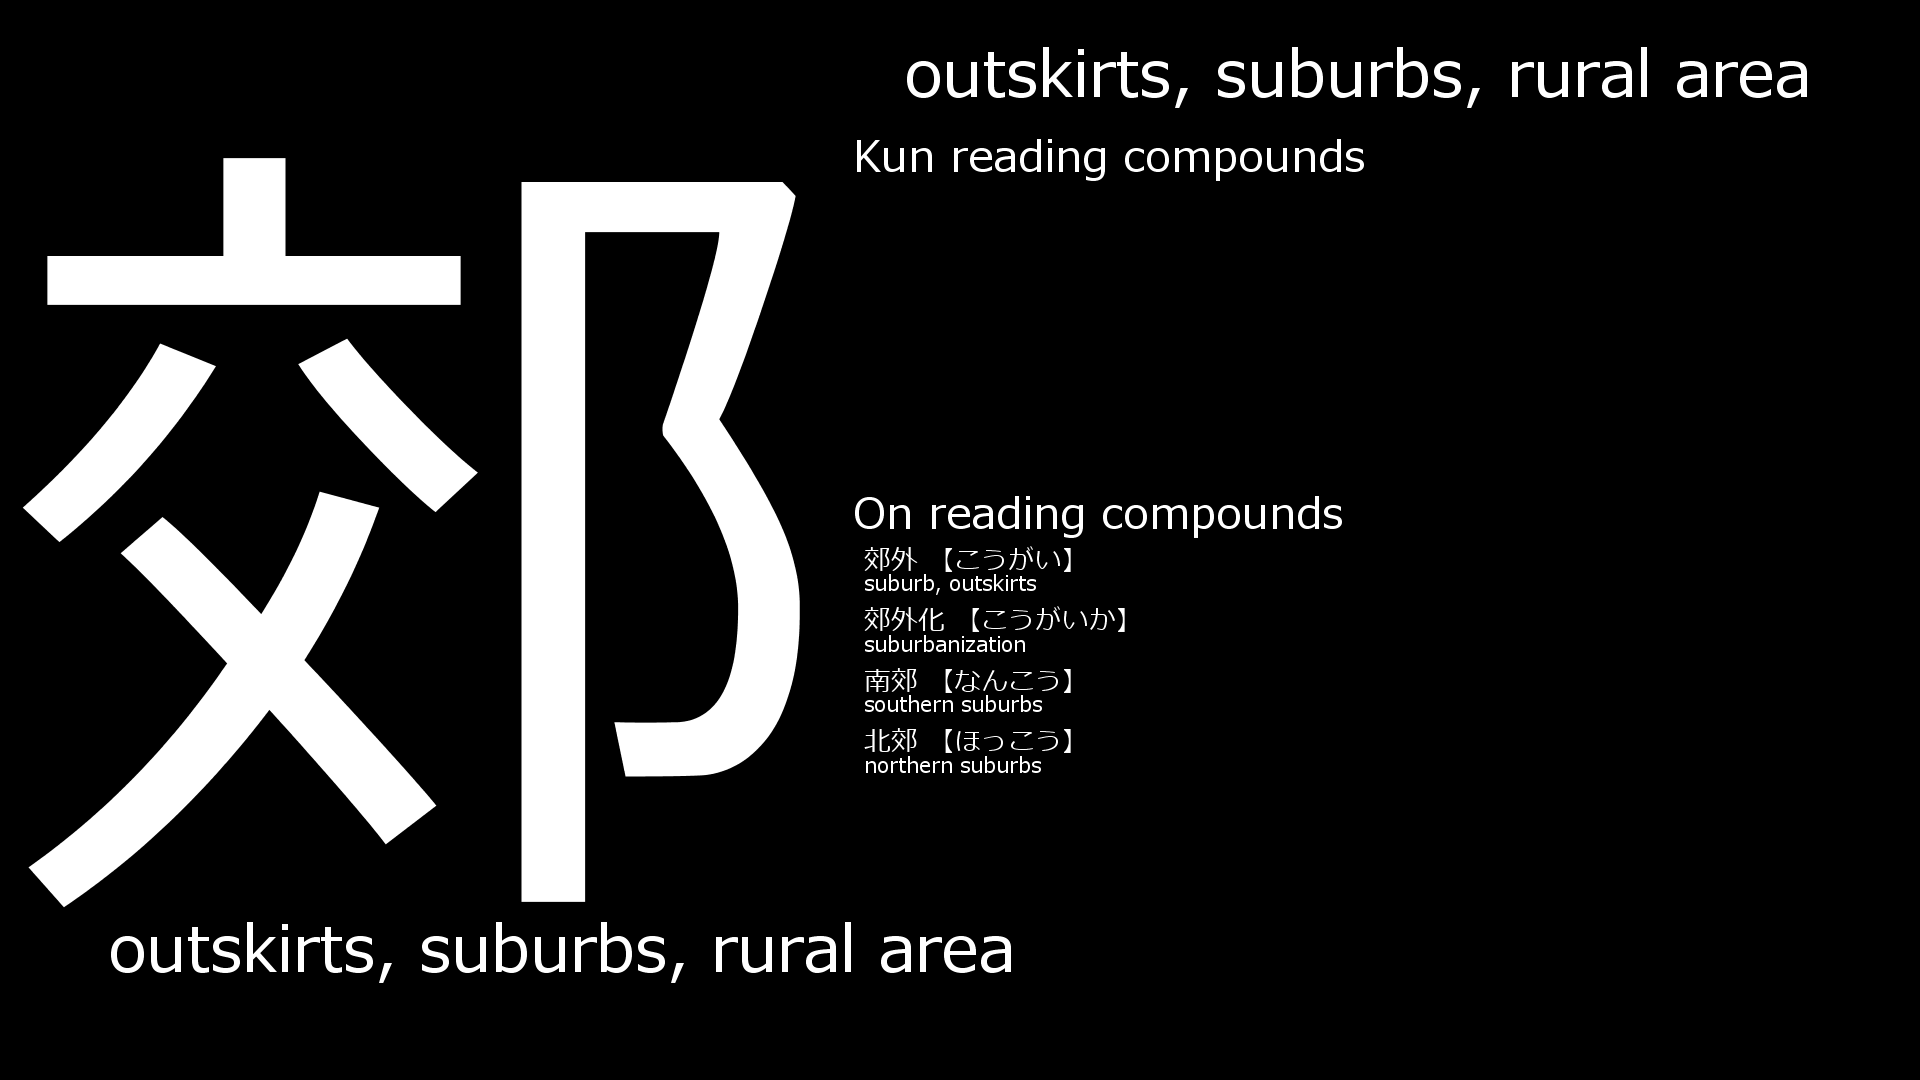 郊
outskirts, suburbs, rural area
outskirts, suburbs, rural area
Kun reading compounds
On reading compounds
郊外 【こうがい】
suburb, outskirts
郊外化 【こうがいか】
suburbanization
南郊 【なんこう】
southern suburbs
北郊 【ほっこう】
northern suburbs